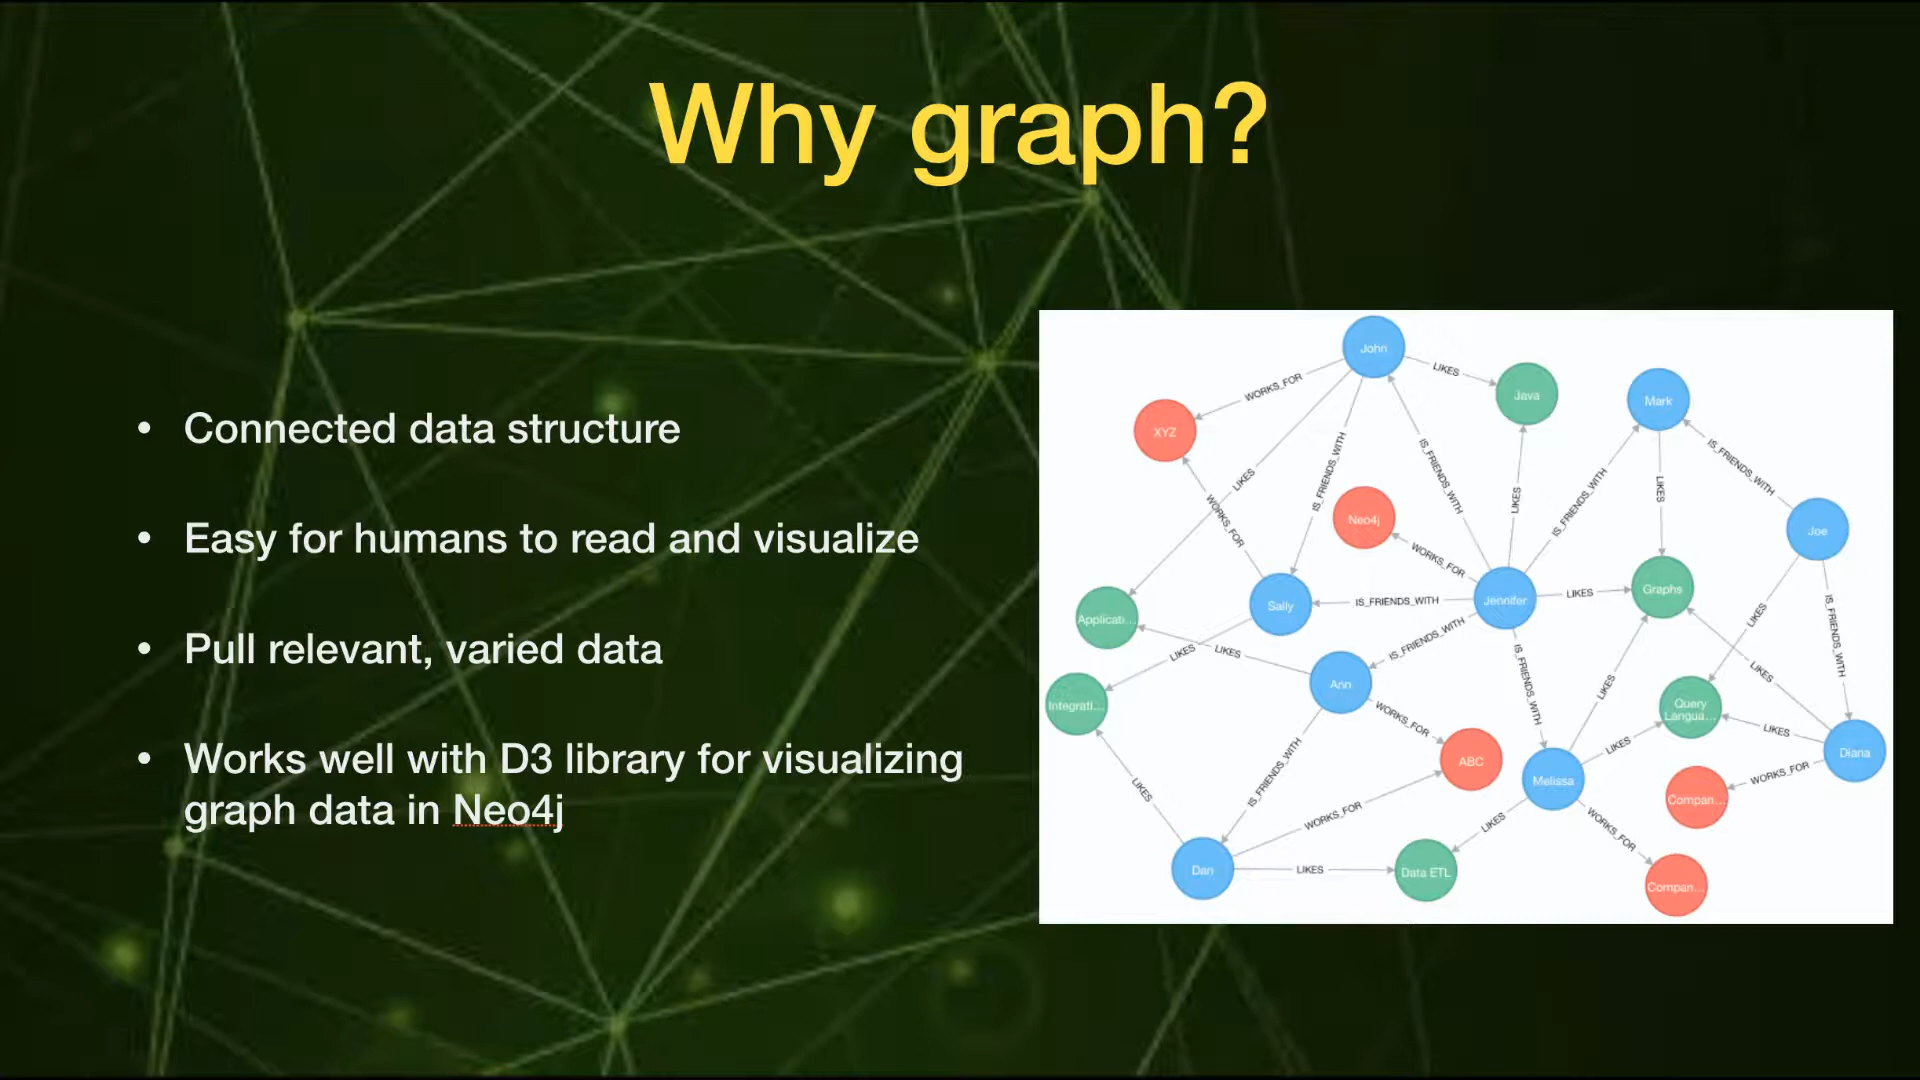 Why graph?
• Connected data structure
• Easy for humans to read and visualize
• Pull relevant, varied data
• Works well with D3 library for visualizing
graph data in Neo4j
John
LIKES
Java
WORKS_FOR
Mark
XYZ
IS_FRIENDS_WITH
IS_FRIENDS_WITH
IS_FRIENDS_WITH
LIKES
LIKES
LIKES
IS_FRIENDS_WITH
WORKS_FOR
Neo4j
Joe
WORKS_FOR
Sally
IS_FRIENDS_WITH
Jennifer
LIKES
Graphs
Applicati...
LIKES
IS_FRIENDS_WITH
LIKES
LIKES
IS_FRIENDS_WITH
IS_FRIENDS_WITH
Ann
LIKES
LIKES
Integrati...
WORKS_FOR
Query
Langua...
LIKES
Diana
IS_FRIENDS_WITH
ABC
LIKES
Melissa
WORKS_FOR
Compan...
LIKES
WORKS_FOR
LIKES
WORKS_FOR
Dan
LIKES
Data ETL
Compan...